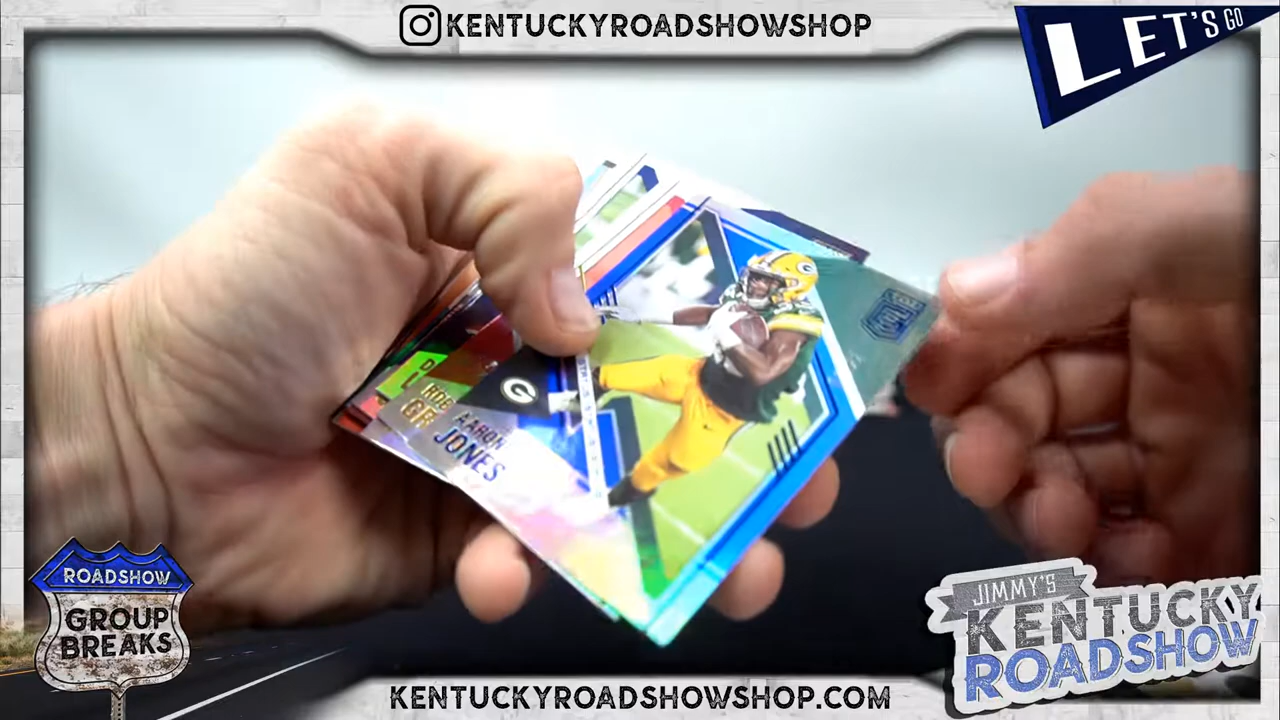 KENTUCKYROADSHOWSHOP
LET'S GO
AARON
JONES
G
ROADSHOW
GROUP
BREAKS
JIMMY'S
KENTUCKY
ROADSHOW
KENTUCKYROADSHOWSHOP.COM